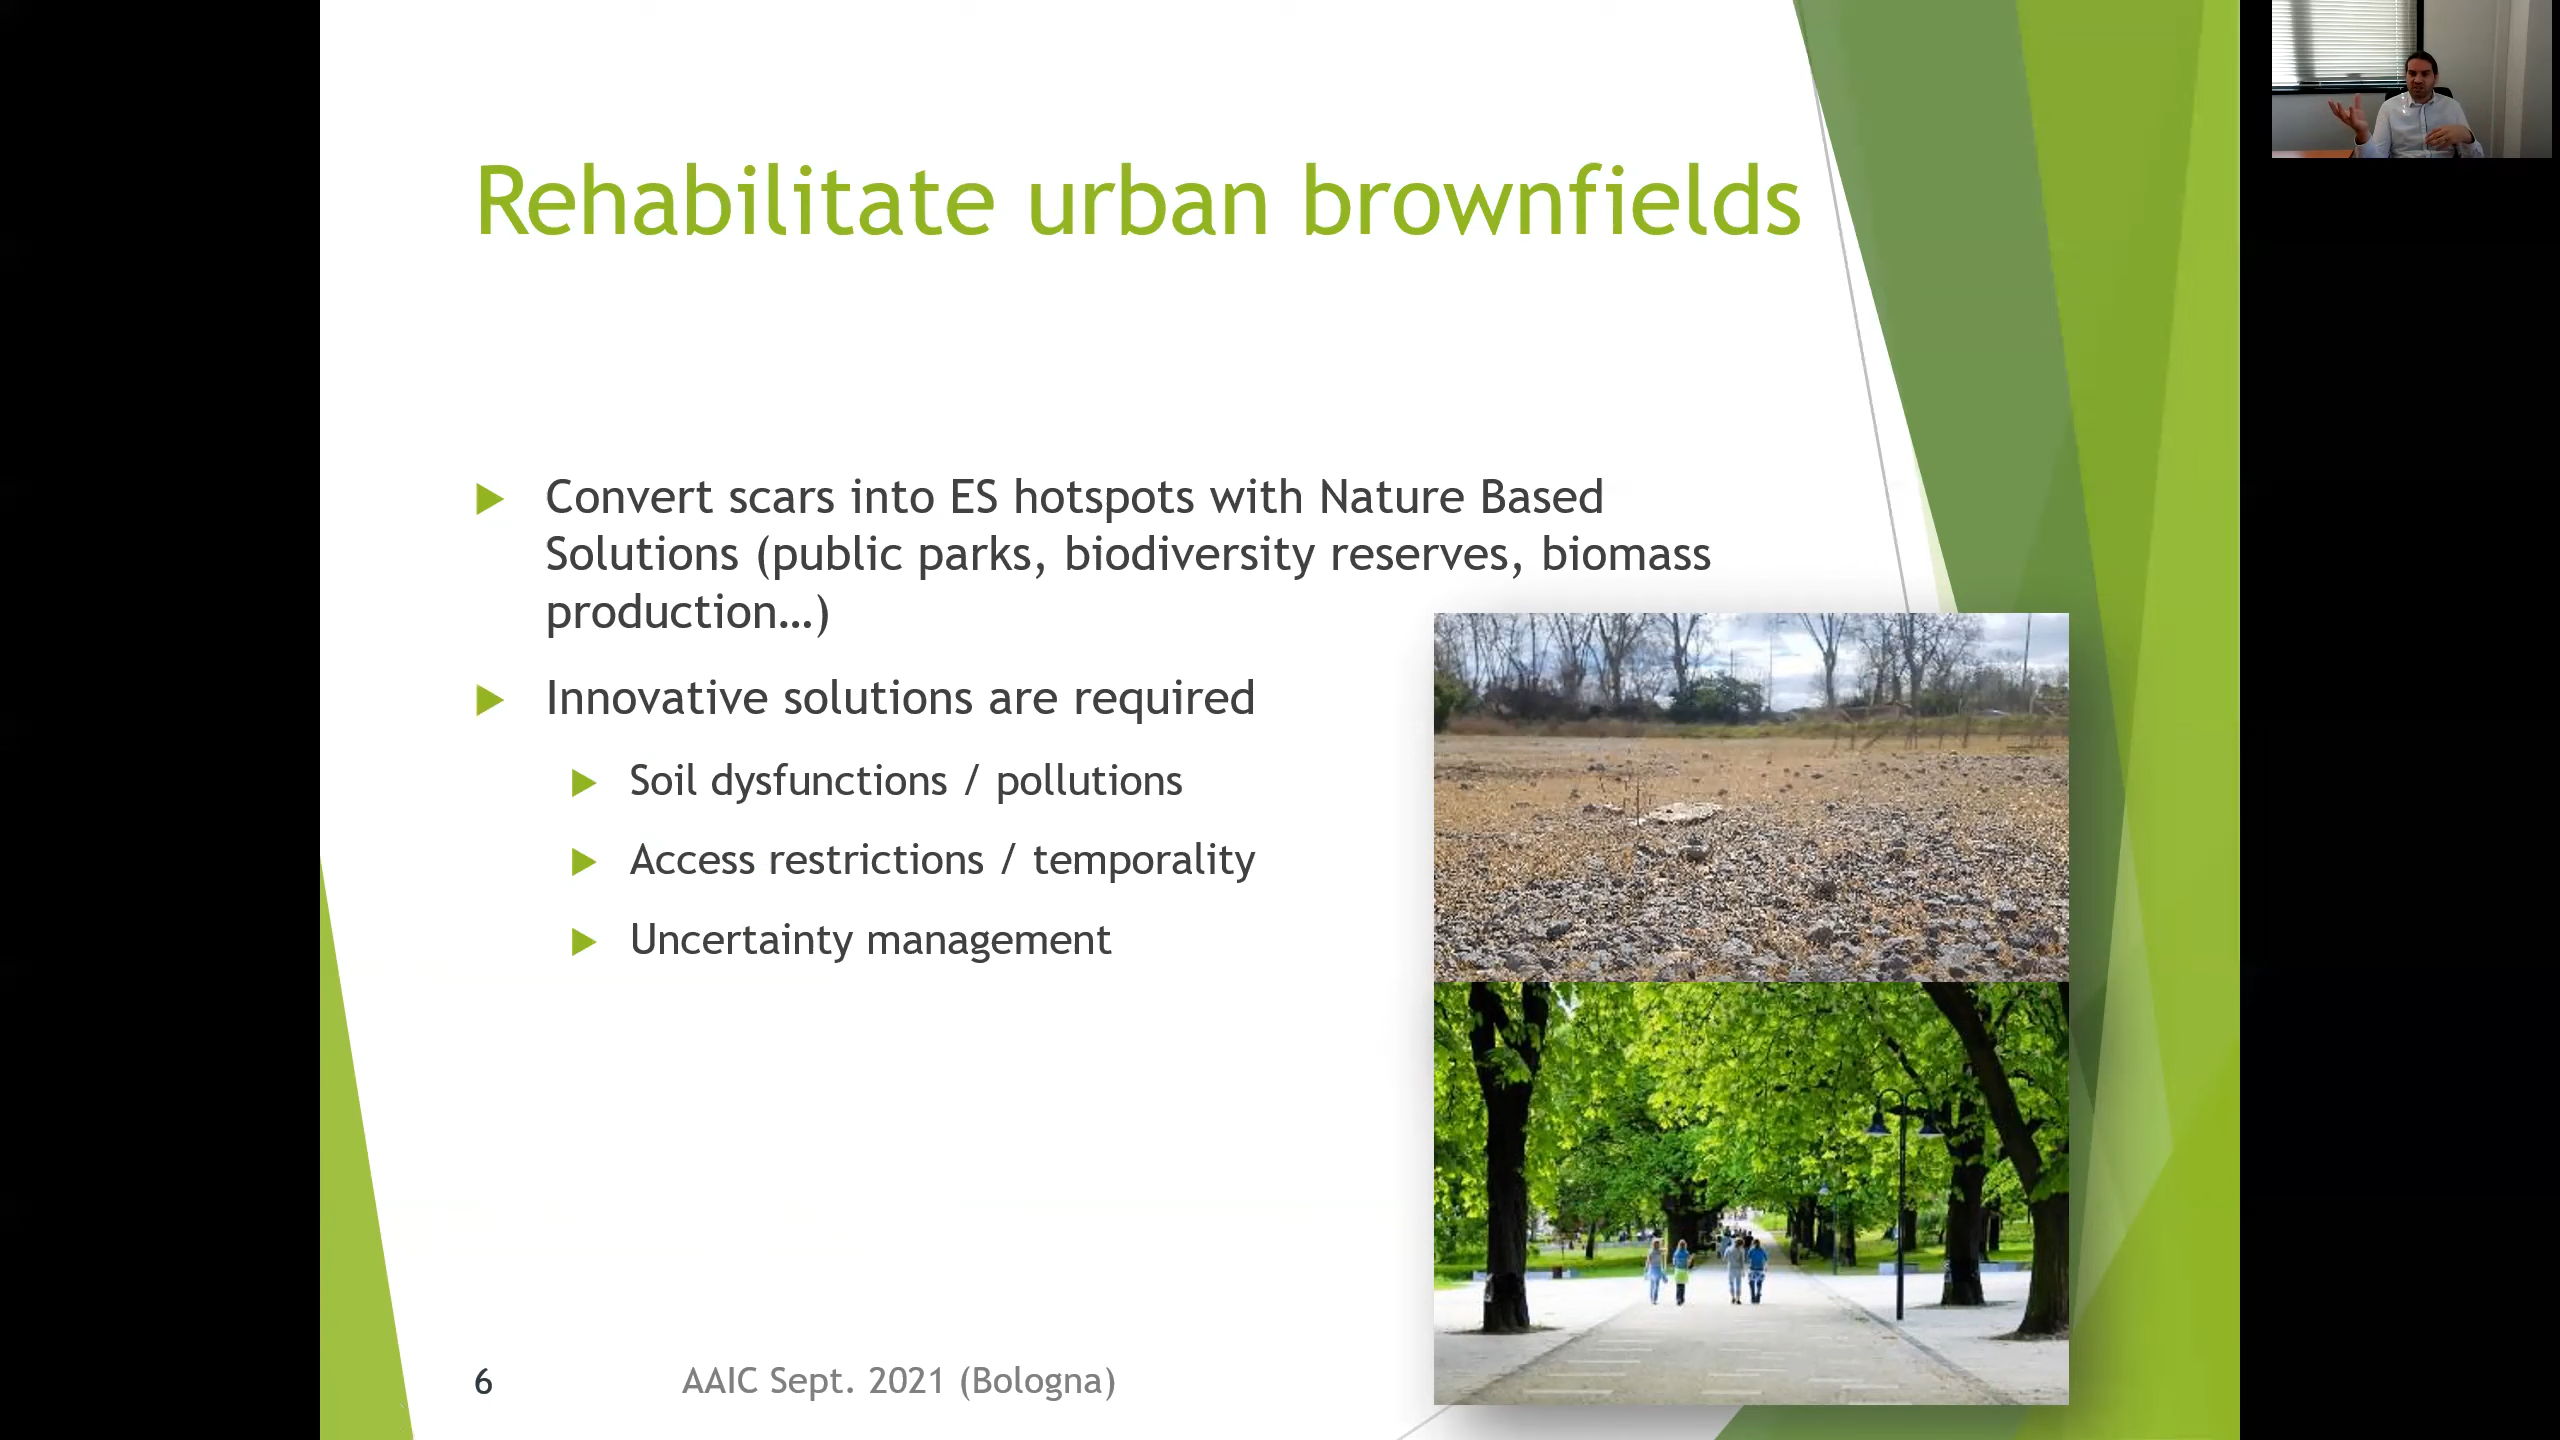 Rehabilitate urban brownfields
Convert scars into ES hotspots with Nature Based
Solutions (public parks, biodiversity reserves, biomass
production…)
Innovative solutions are required
Soil dysfunctions / pollutions
Access restrictions / temporality
Uncertainty management
6
AAIC Sept. 2021 (Bologna)